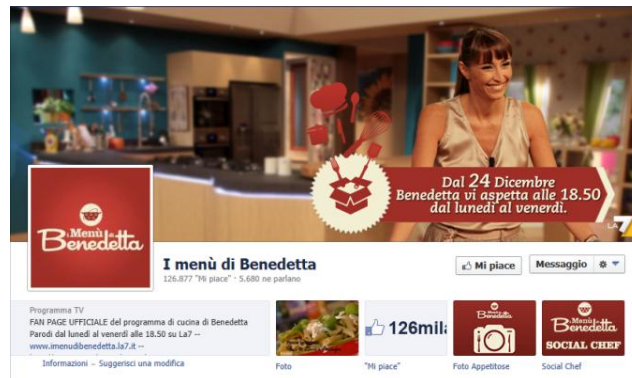 Dal 24 Dicembre
Benedetta vi aspetta alle 18.50
dal lunedì al venerdì.
LA7
i Menù di
Benedetta
I menù di Benedetta
126.877 "Mi piace" · 5.680 ne parlano
Mi piace
Messaggio
Programma TV
FAN PAGE UFFICIALE del programma di cucina di Benedetta
Parodi dal lunedì al venerdì alle 18.50 su La7 --
www.imenudibenedetta.la7.it --
Informazioni – Suggerisci una modifica
Foto
126mila
"Mi piace"
Menù
Benedetta
Foto Appetitose
i Menù di
Benedetta
SOCIAL CHEF
Social Chef